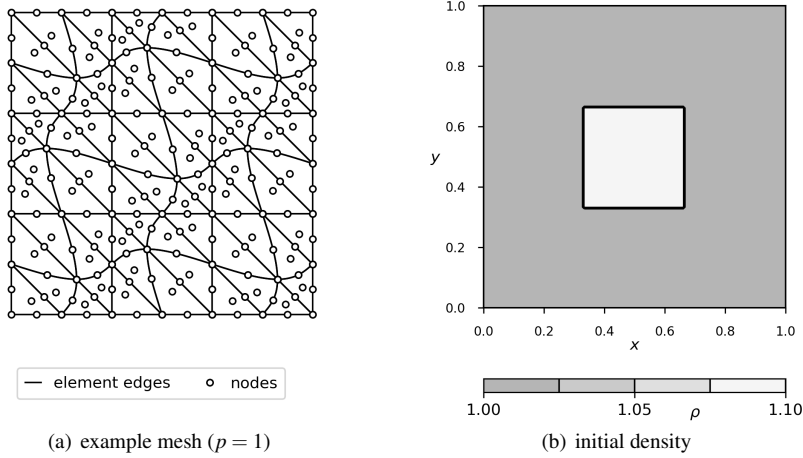 1.0
0.8
0.6
y
0.4
0.2
0.0
0.0 0.2 0.4 0.6 0.8 1.0
x
element edges nodes
1.00 1.05 ρ 1.10
(a) example mesh (p = 1) (b) initial density